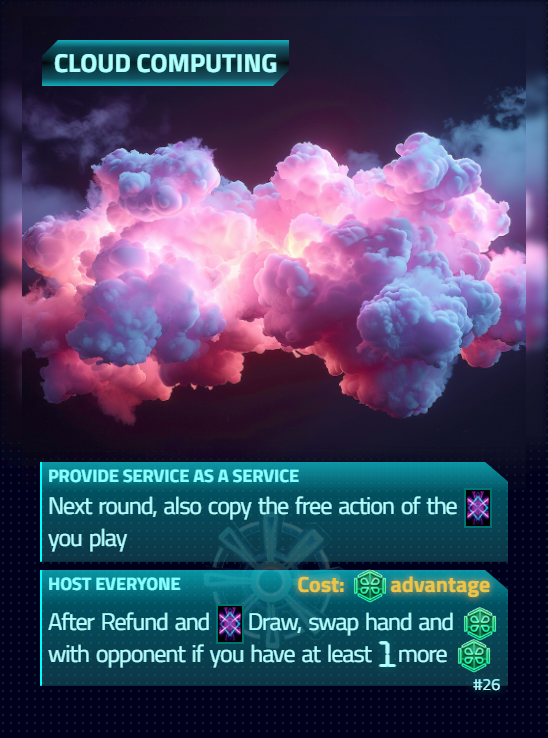 CLOUD COMPUTING
PROVIDE SERVICE AS A SERVICE
Next round, also copy the free action of the
you play
HOST EVERYONE
Cost: advantage
After Refund and Draw, swap hand and
with opponent if you have at least 1 more
#26